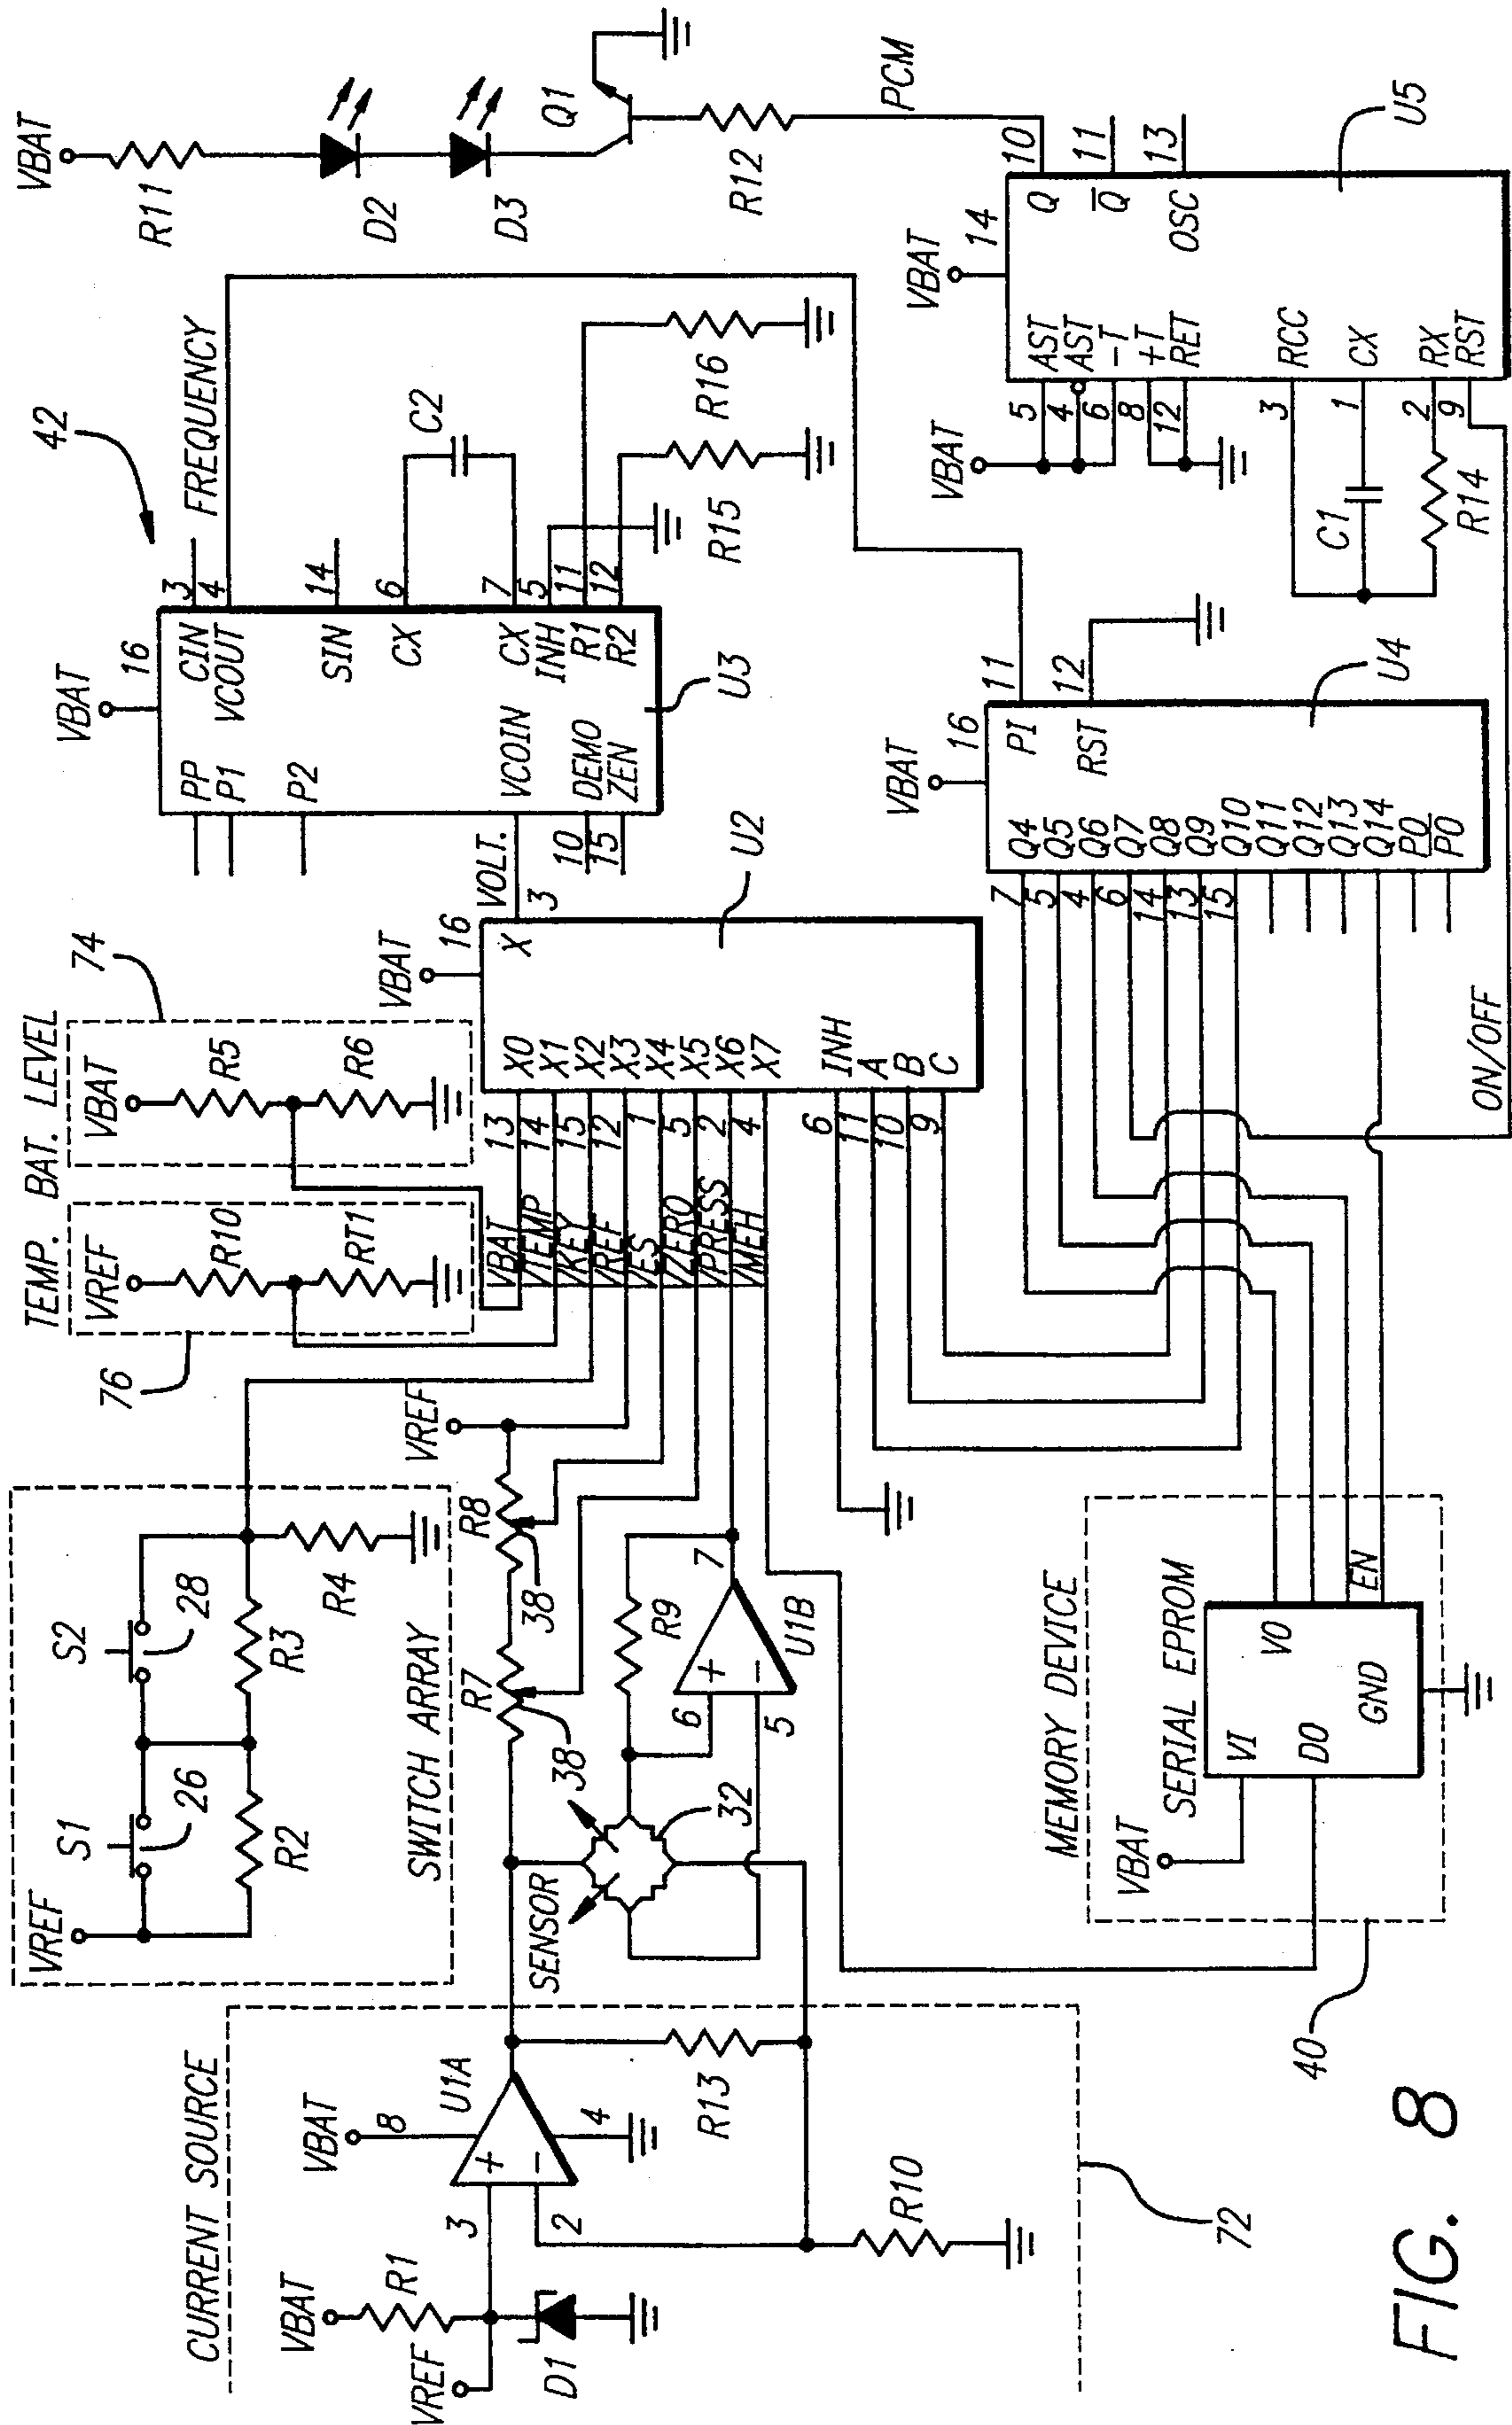 CURRENT SOURCE
VBAT
R1
VREF
D1
3
2
+
-
VBAT
8
U1A
4
R13
R10
72
VREF
S1
26
R2
S2
28
R3
R4
SWITCH ARRAY
SENSOR
32
R7
38
R8
38
VREF
R9
6
5
+
-
7
U1B
MEMORY DEVICE
SERIAL EPROM
VBAT
VI
VO
DO
GND
EN
40
TEMP.
VREF
R10
RT1
76
BAT. LEVEL
VBAT
R5
R6
74
VBAT 13 X0
VTEMP 14 X1
VKEY 15 X2
VREF 12 X3
VES 1 X4
VZERO 5 X5
VPRESS 2 X6
VMEH 4 X7
6 INH
11 A
10 B
9 C
VBAT
16
X
3
VOLT.
U2
VBAT
16
PP
P1
P2
VCOIN
10 DEMO
15 ZEN
CIN 3
VCOUT 4
SIN 14
CX 6
CX 7
INH 5
R1 11
R2 12
U3
42
FREQUENCY
C2
R15
R16
VBAT
16
7 Q4
5 Q5
4 Q6
6 Q7
14 Q8
13 Q9
15 Q10
Q11
Q12
Q13
Q14
PO
PO
PI 11
RST 12
U4
ON/OFF
VBAT
VBAT
14
5 AST
4 AST
6 -T
8 +T
12 RET
3 RCC
1 CX
2 RX
9 RST
C1
R14
Q 10
Q 11
OSC 13
U5
PCM
R12
Q1
D3
D2
R11
VBAT
FIG. 8